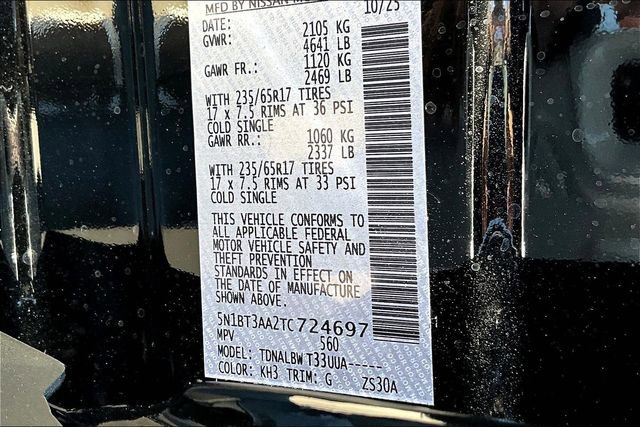 MFD BY NISSAN
DATE: 10/25
GVWR: 2105 KG
4641 LB
GAWR FR.: 1120 KG
2469 LB
WITH 235/65R17 TIRES
17 x 7.5 RIMS AT 36 PSI
COLD SINGLE
GAWR RR.: 1060 KG
2337 LB
WITH 235/65R17 TIRES
17 x 7.5 RIMS AT 33 PSI
COLD SINGLE
THIS VEHICLE CONFORMS TO
ALL APPLICABLE FEDERAL
MOTOR VEHICLE SAFETY AND
THEFT PREVENTION
STANDARDS IN EFFECT ON
THE DATE OF MANUFACTURE
SHOWN ABOVE.
5N1BT3AA2TC724697
MPV 560
MODEL: TDNALBW T33UUA-----
COLOR: KH3 TRIM: G ZS30A